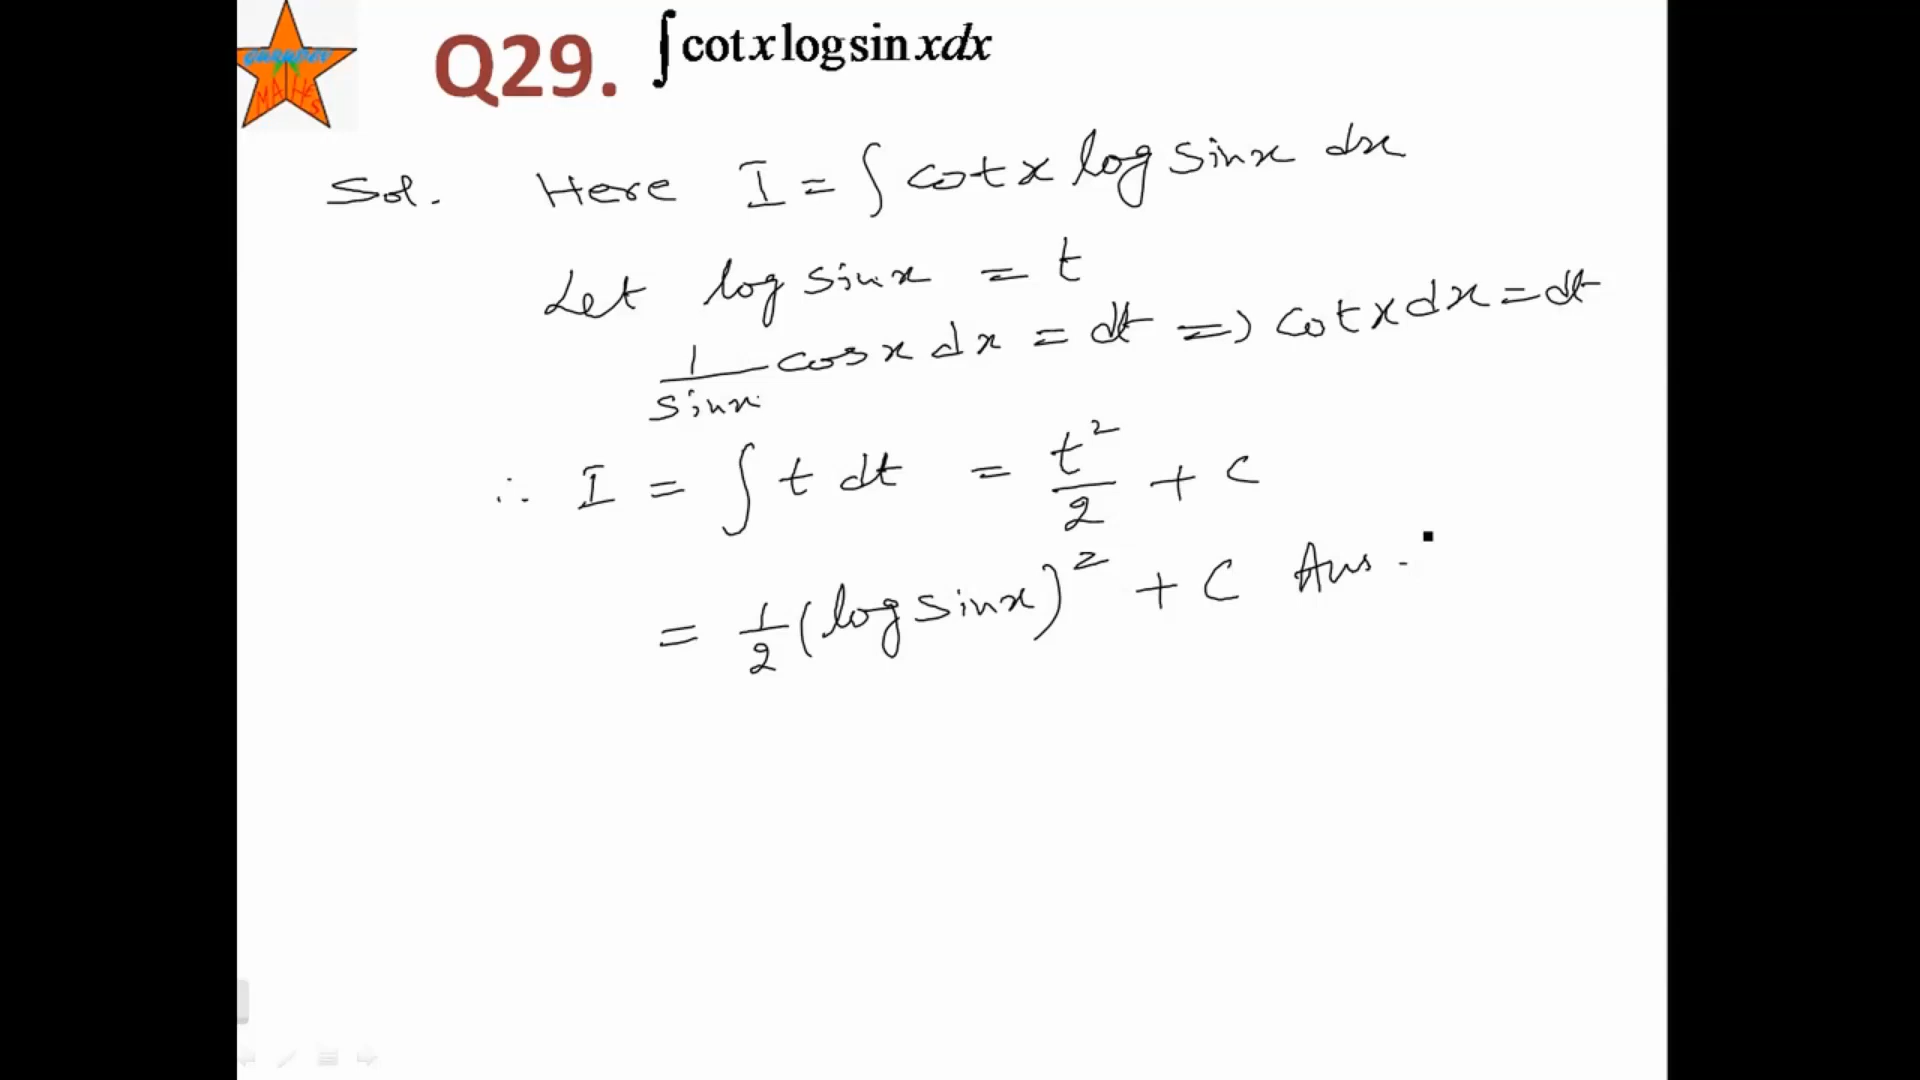 Q29. ∫cot x log sin x dx
Sol. Here I = ∫ cot x log sin x dx
Let log sin x = t
1/sin x cos x dx = dt => cot x dx = dt
∴ I = ∫ t dt = t²/2 + C
= 1/2 (log sin x)² + C Ans.
MATHS